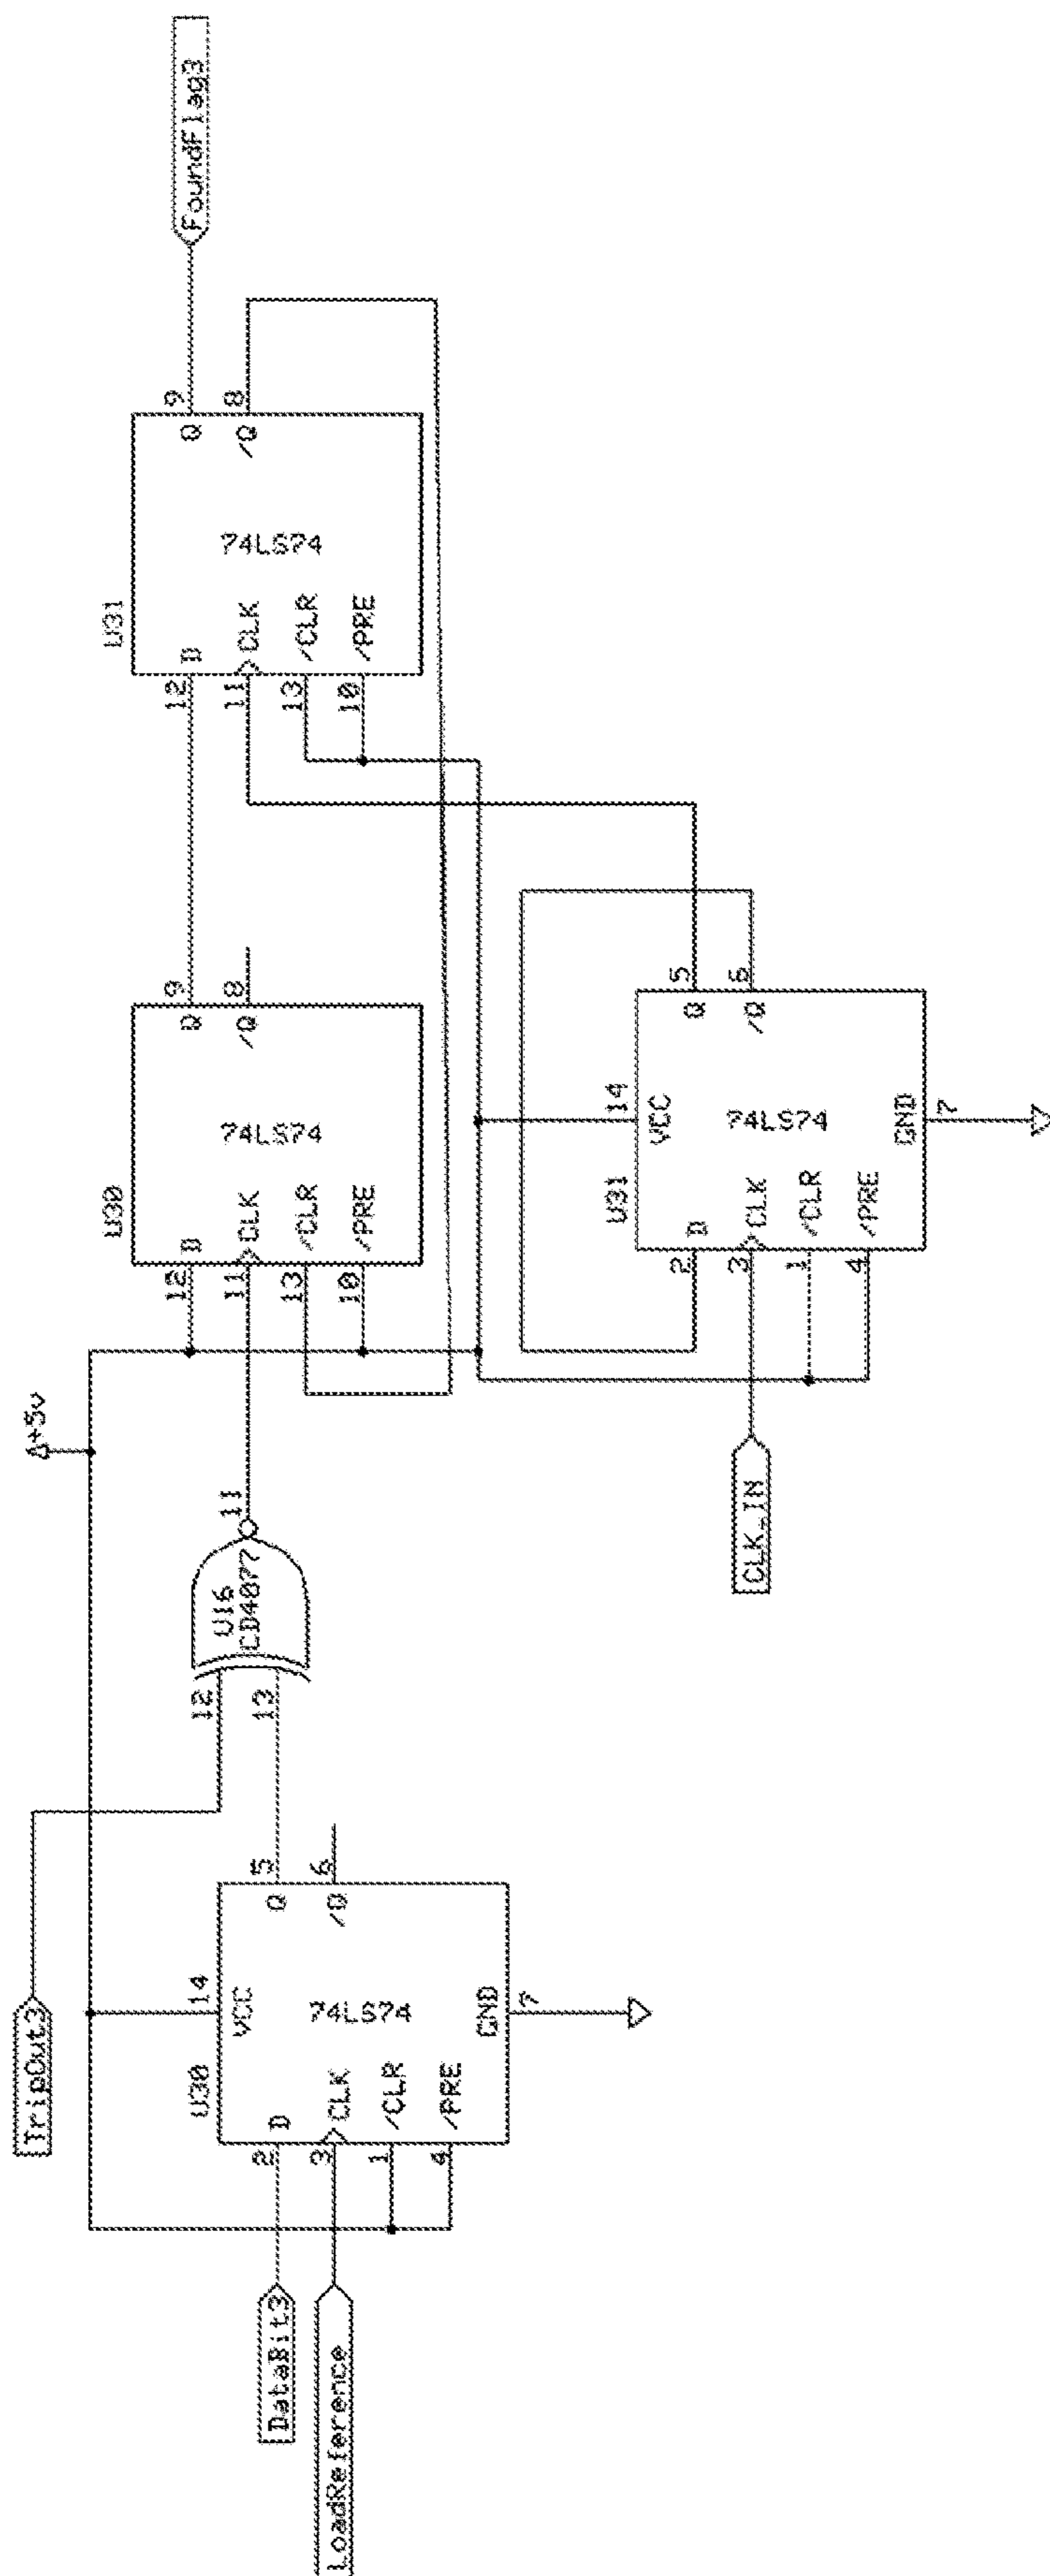 FoundFlag3
TripOut3
+5v
U30
VCC
14
74LS74
D
2
CLK
3
/CLR
1
/PRE
4
Q
5
/Q
6
GND
7
DataBit3
LoadReference
U16
CD4077
12
13
11
U30
74LS74
D
12
CLK
11
/CLR
13
/PRE
10
Q
9
/Q
8
U31
74LS74
D
12
CLK
11
/CLR
13
/PRE
10
Q
9
/Q
8
U31
VCC
14
74LS74
D
2
CLK
3
/CLR
1
/PRE
4
Q
5
/Q
6
GND
7
CLK_IN